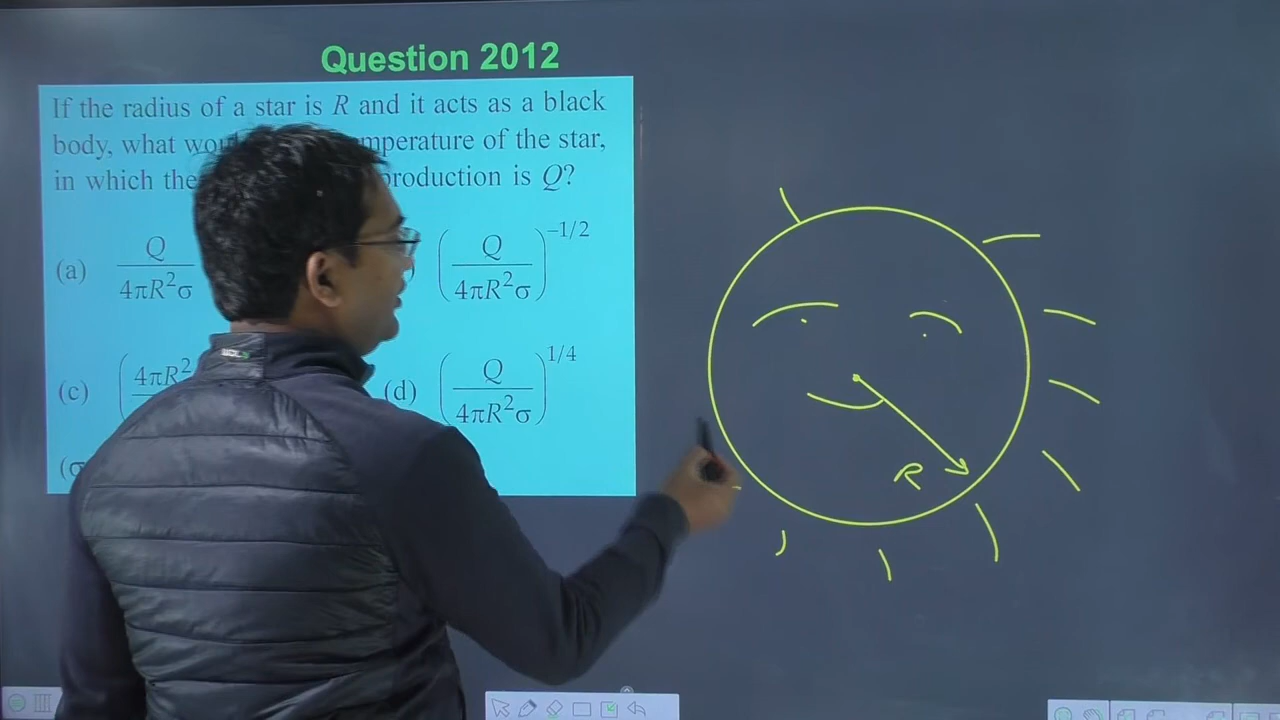 Question 2012
If the radius of a star is R and it acts as a black
body, what mperature of the star,
in which the production is Q?
(a) Q / 4πR²σ
(Q / 4πR²σ)^–1/2
(c) (4πR²
(d) (Q / 4πR²σ)^1/4
R